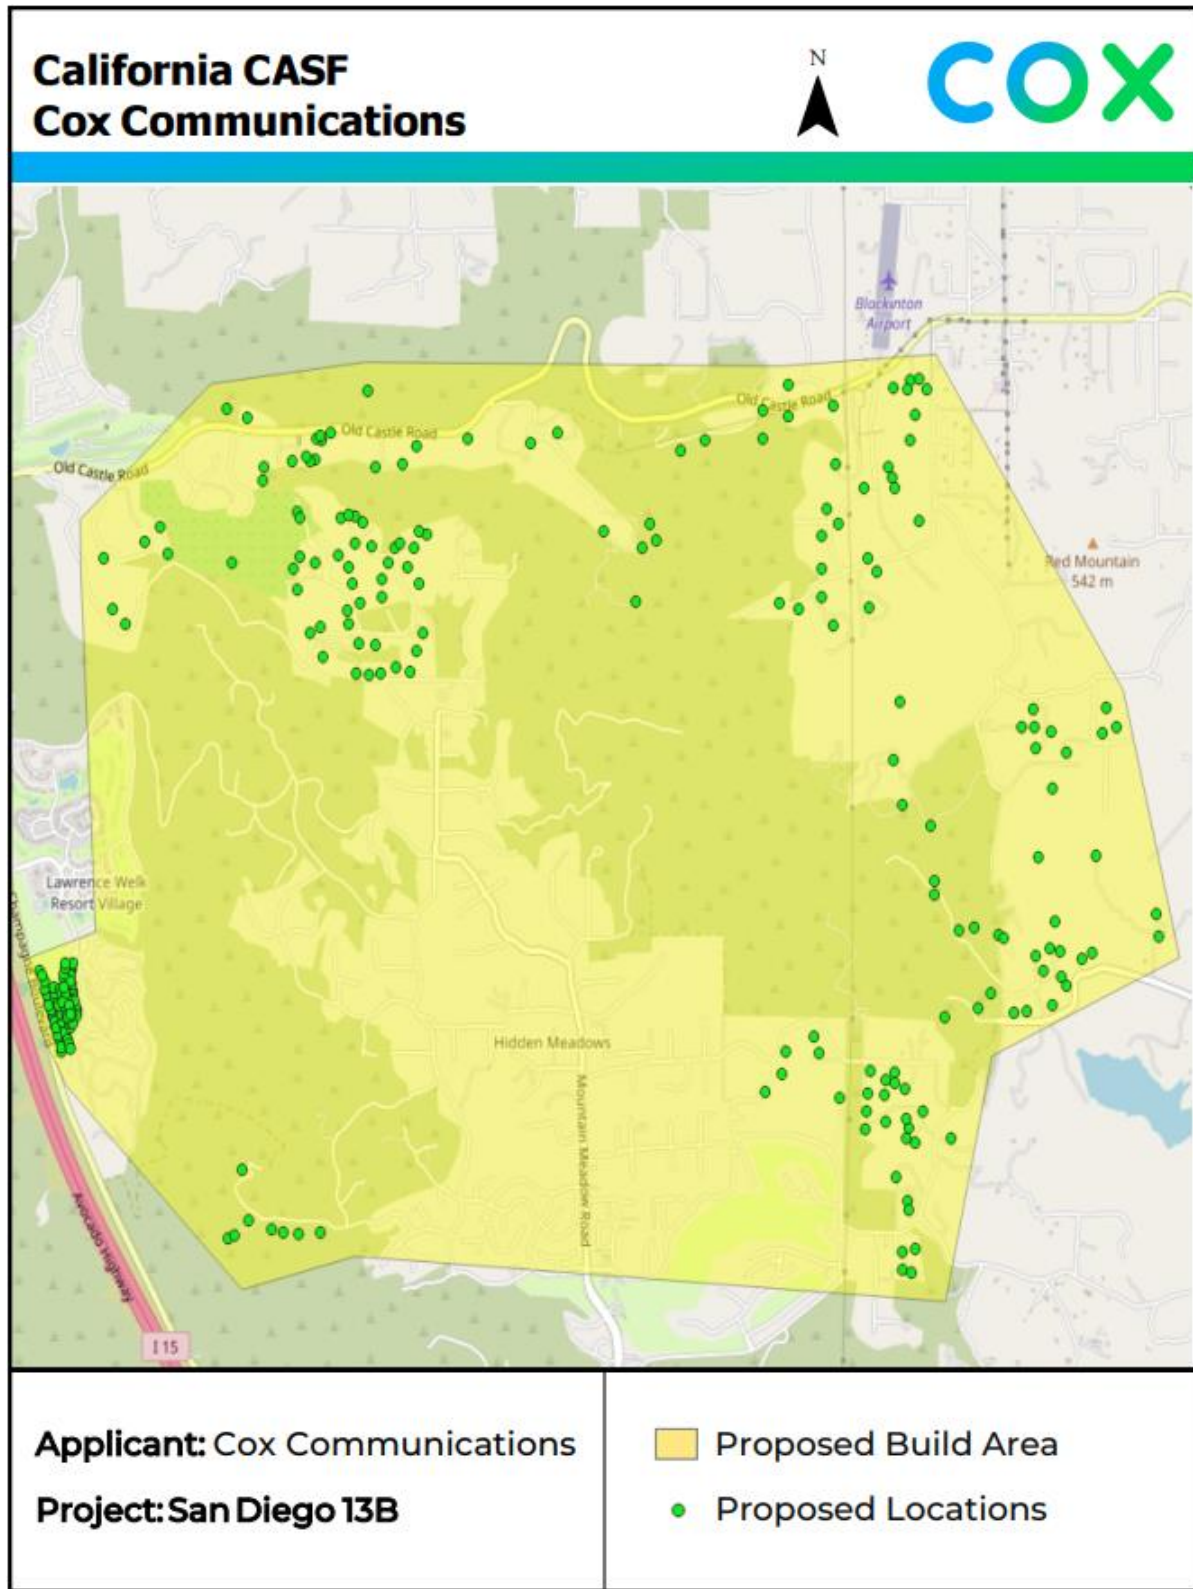 California CASF
Cox Communications
N
COX
Blackinton
Airport
Old Castle Road
Old Castle Road
Old Castle Road
Red Mountain
542 m
Lawrence Welk
Resort Village
Champagne Boulevard
Hidden Meadows
Mountain Meadow Road
Avocado Highway
I 15
Applicant: Cox Communications
Project: San Diego 13B
Proposed Build Area
Proposed Locations